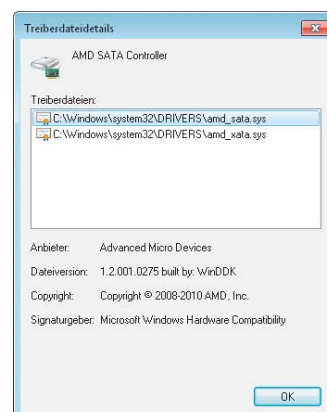 Treiberdateidetails
AMD SATA Controller
Treiberdateien:
C:\Windows\system32\DRIVERS\amd_sata.sys
C:\Windows\system32\DRIVERS\amd_xata.sys
Anbieter: Advanced Micro Devices
Dateiversion: 1.2.001.0275 built by: WinDDK
Copyright: Copyright © 2008-2010 AMD, Inc.
Signaturgeber: Microsoft Windows Hardware Compatibility
OK